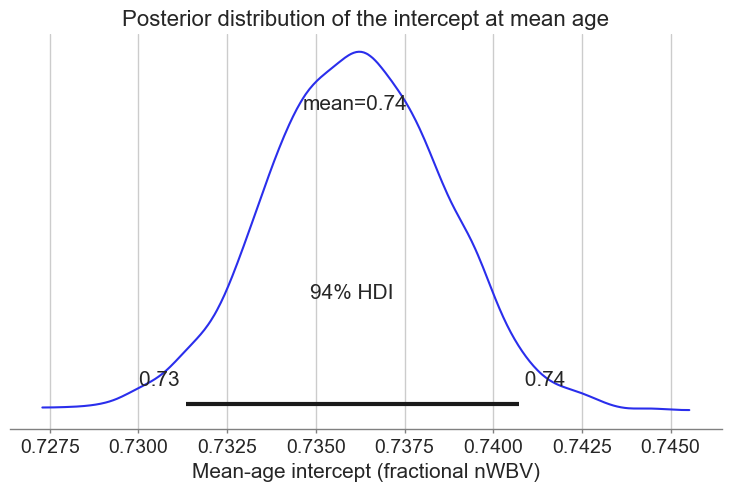 Posterior distribution of the intercept at mean age
mean=0.74
94% HDI
0.73 0.74
0.7275 0.7300 0.7325 0.7350 0.7375 0.7400 0.7425 0.7450
Mean-age intercept (fractional nWBV)